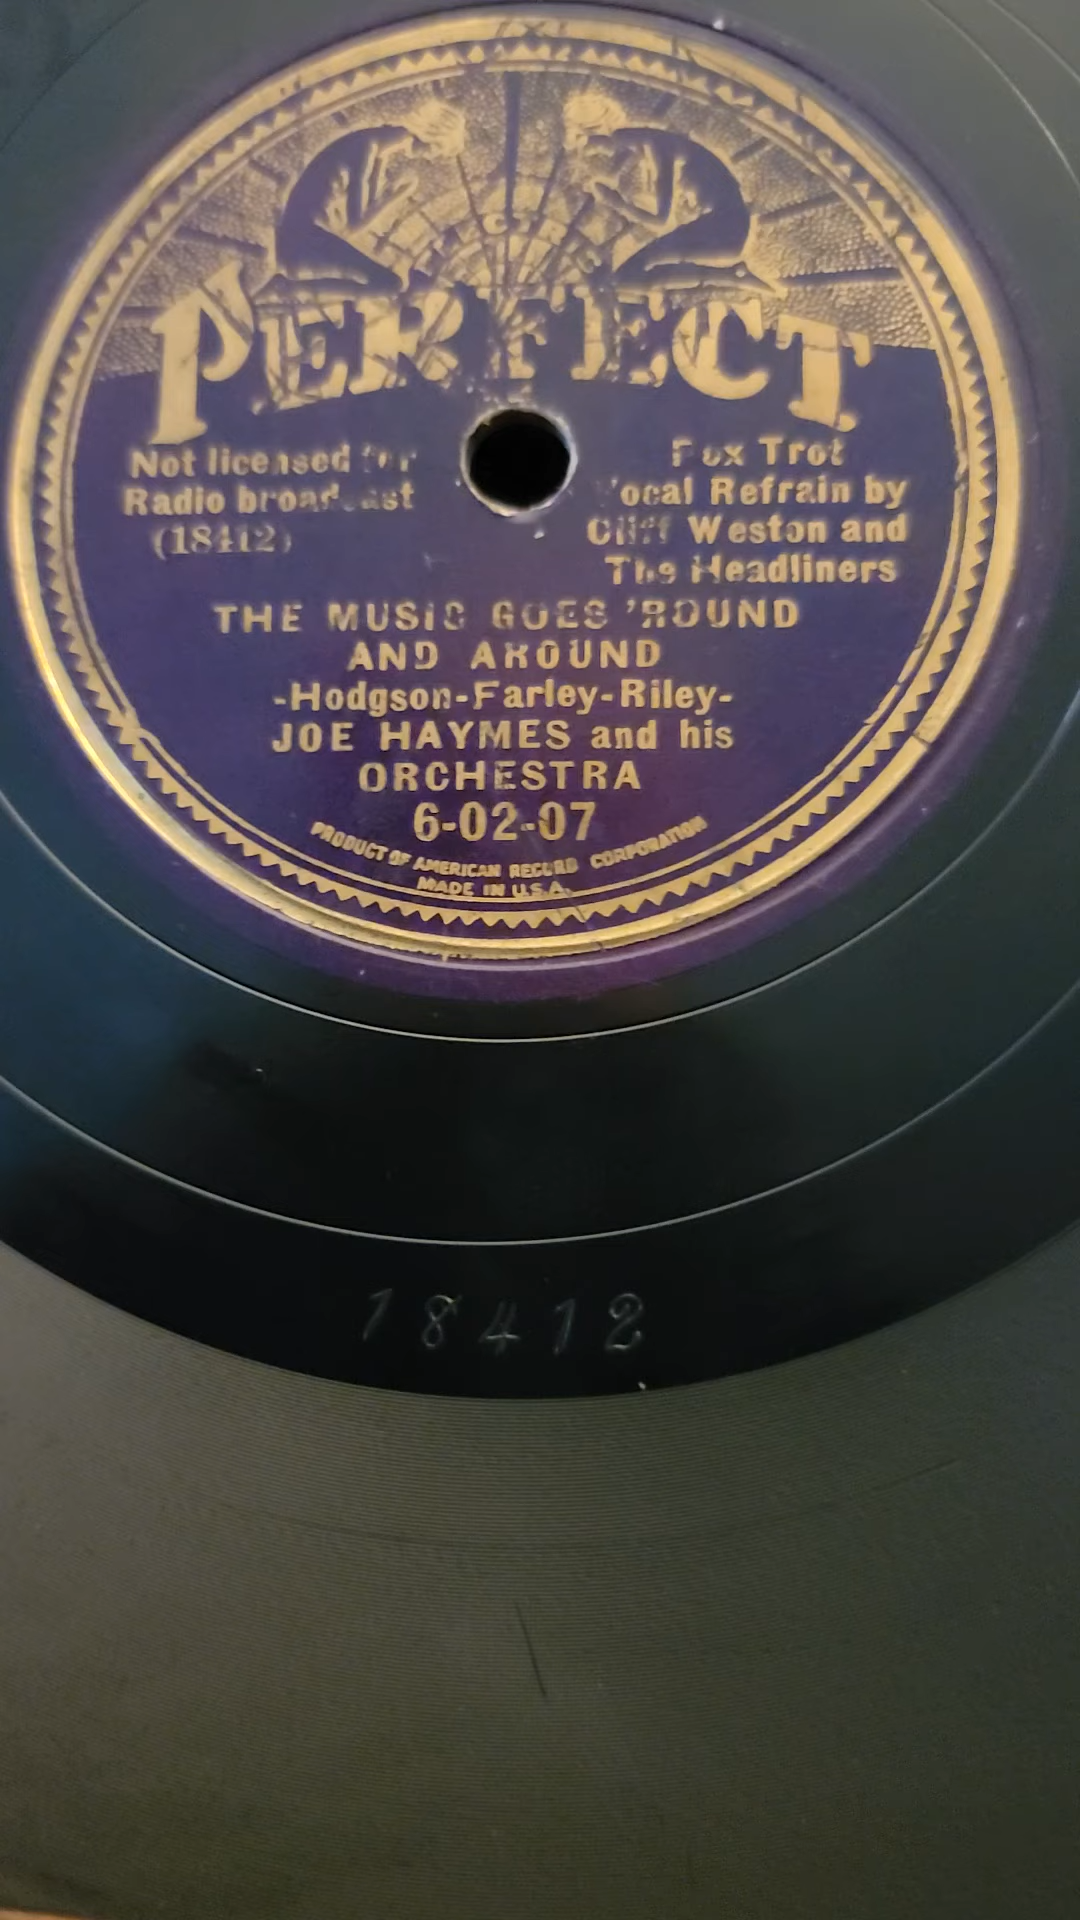 ELECTRIC
PERFECT
Not licensed for
Radio broadcast
(18412)
Fox Trot
Vocal Refrain by
Cliff Weston and
The Headliners
THE MUSIC GOES 'ROUND
AND AROUND
-Hodgson-Farley-Riley-
JOE HAYMES and his
ORCHESTRA
6-02-07
PRODUCT OF AMERICAN RECORD CORPORATION
MADE IN U.S.A.
18412